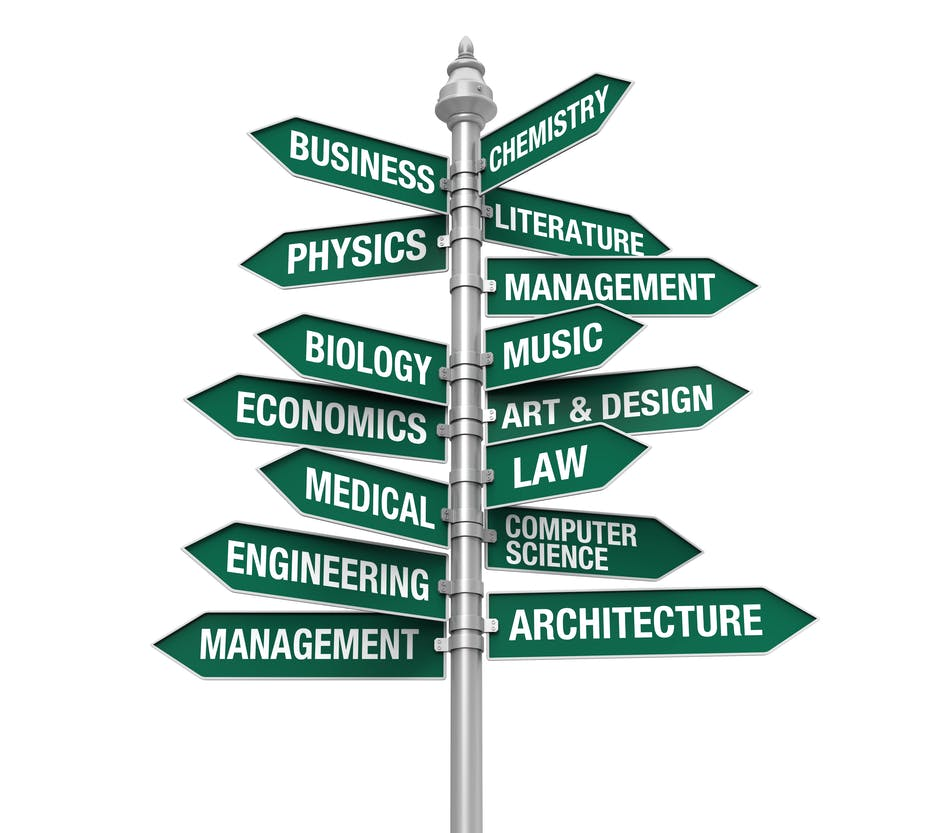 BUSINESS
CHEMISTRY
LITERATURE
PHYSICS
MANAGEMENT
BIOLOGY
MUSIC
ECONOMICS
ART & DESIGN
LAW
MEDICAL
COMPUTER
SCIENCE
ENGINEERING
ARCHITECTURE
MANAGEMENT